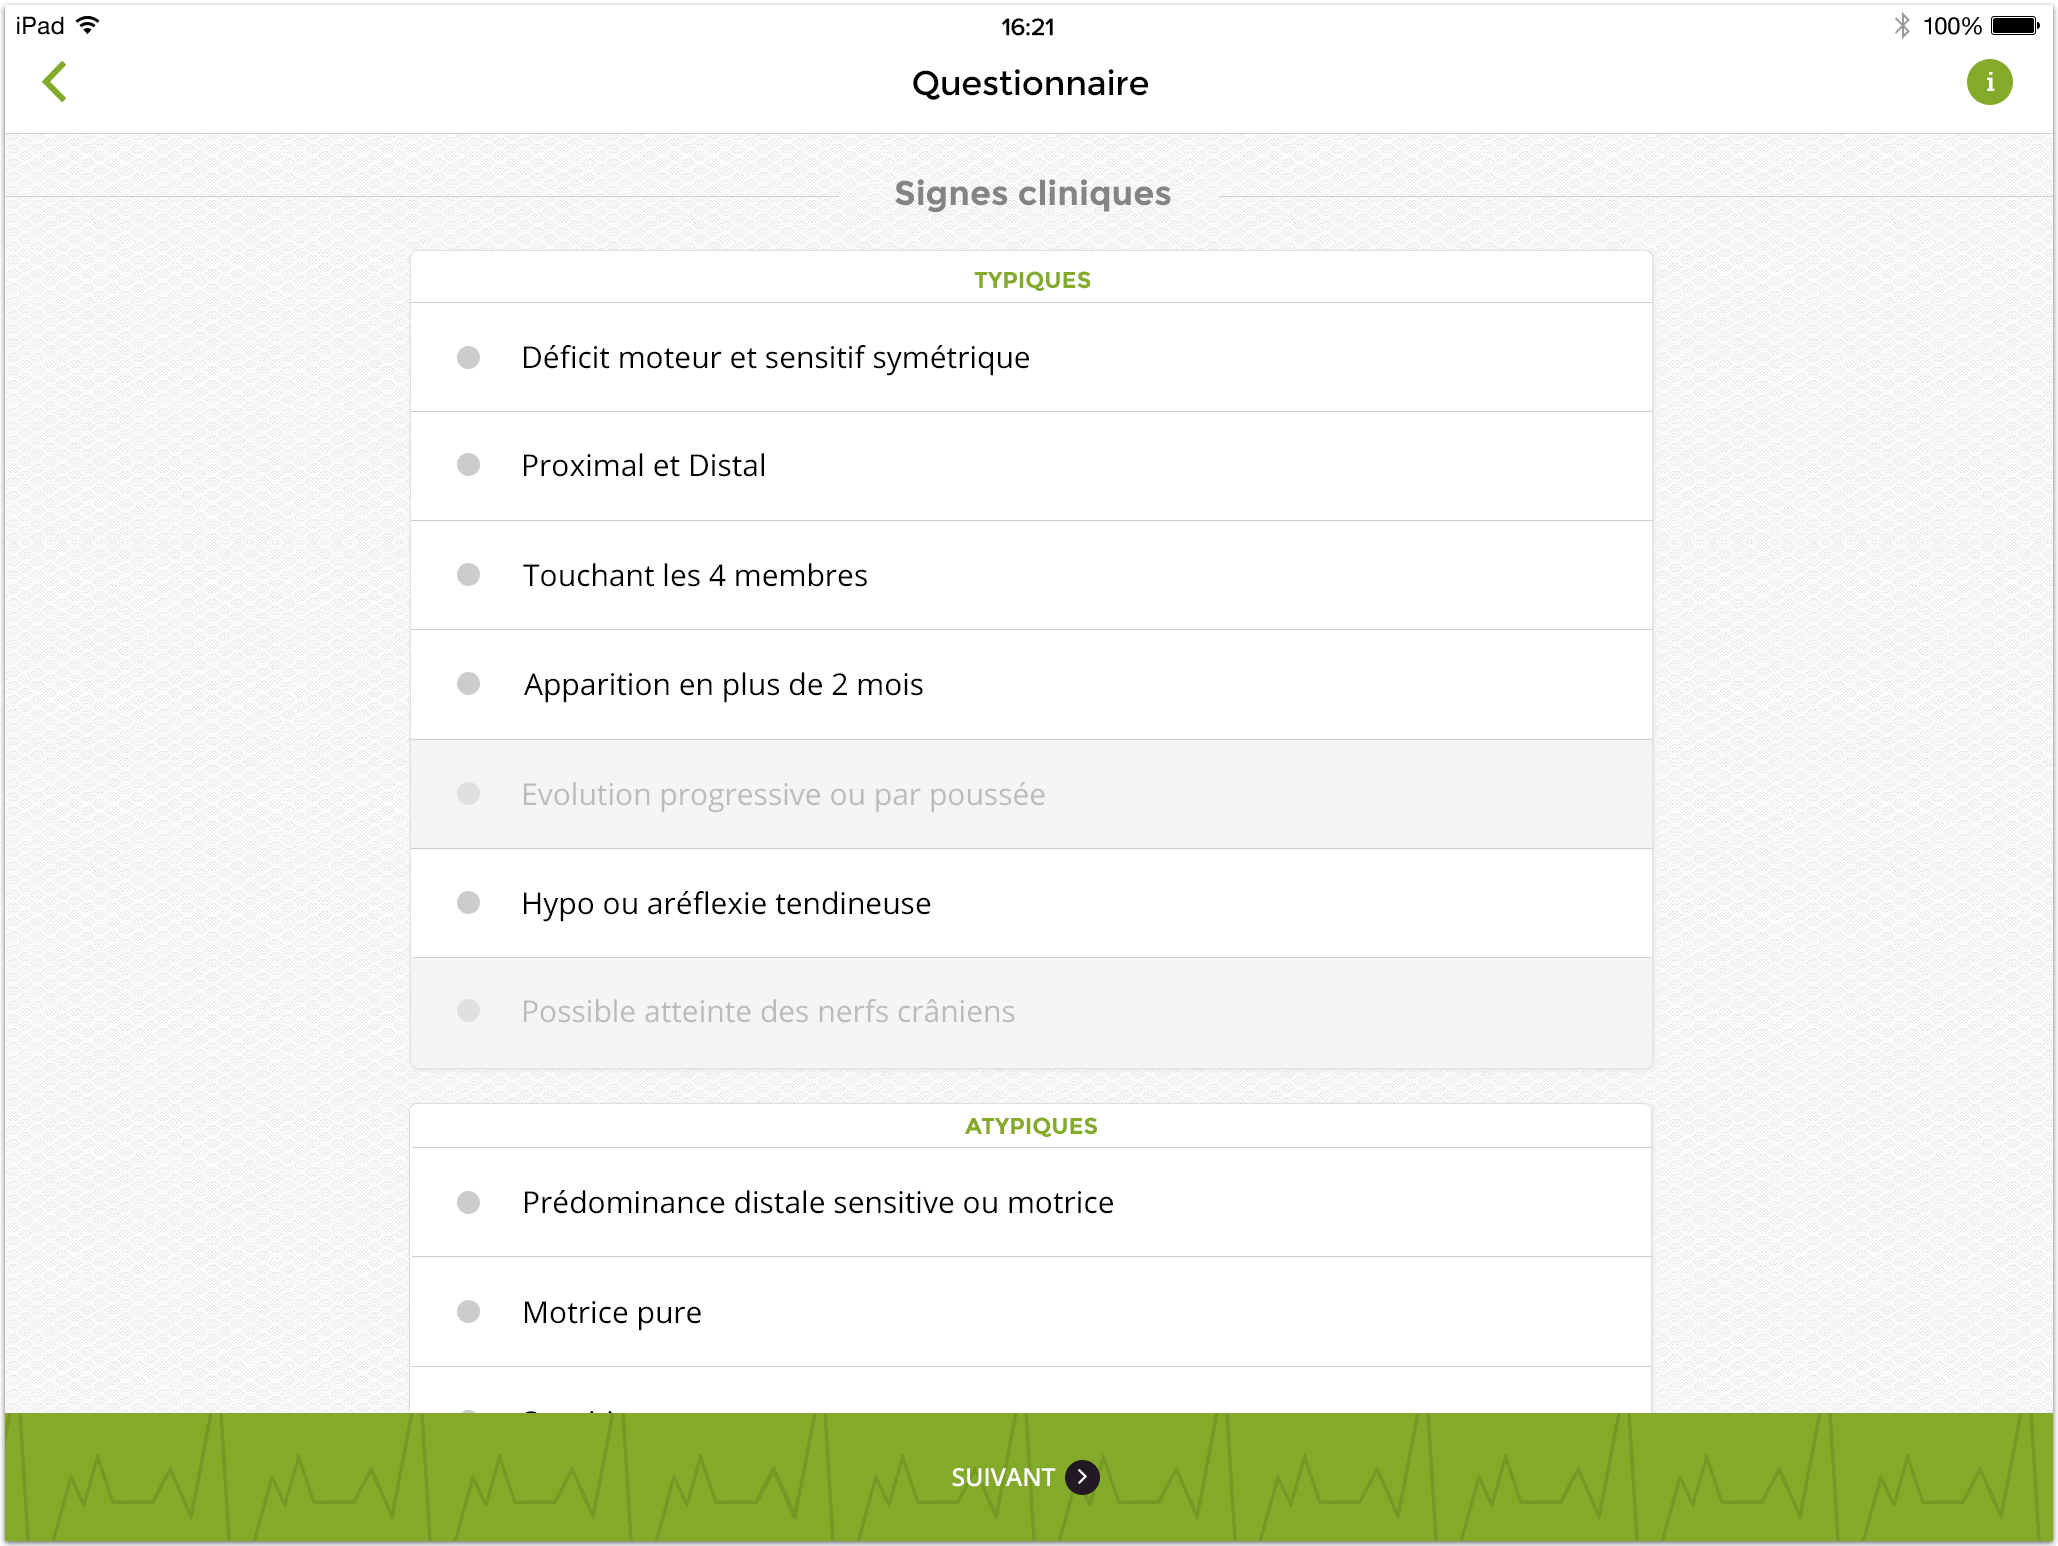 iPad 16:21 100%
Questionnaire
i
Signes cliniques
TYPIQUES
Déficit moteur et sensitif symétrique
Proximal et Distal
Touchant les 4 membres
Apparition en plus de 2 mois
Evolution progressive ou par poussée
Hypo ou aréflexie tendineuse
Possible atteinte des nerfs crâniens
ATYPIQUES
Prédominance distale sensitive ou motrice
Motrice pure
SUIVANT